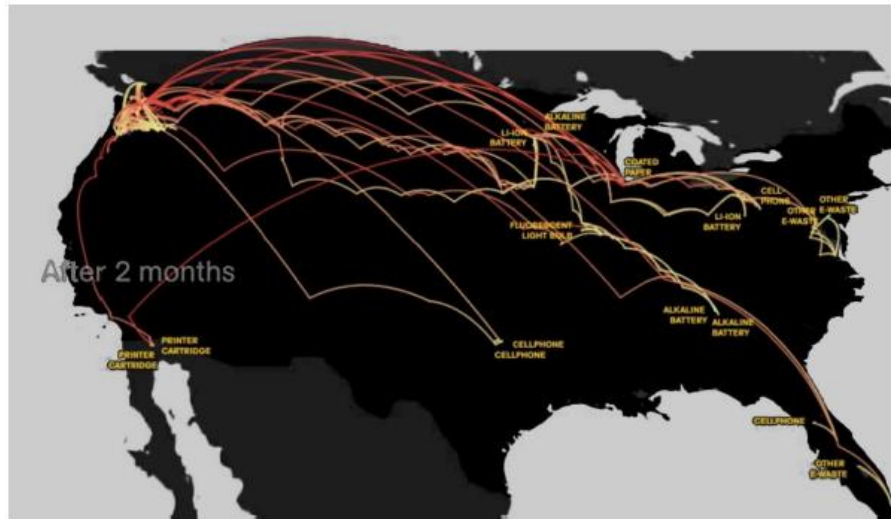 ALKALINE
BATTERY
LI-ION
BATTERY
COATED
PAPER
CELL
PHONE
LI-ION
BATTERY
OTHER
E-WASTE
OTHER
E-WASTE
FLUORESCENT
LIGHT BULB
After 2 months
ALKALINE
BATTERY
ALKALINE
BATTERY
PRINTER
CARTRIDGE
PRINTER
CARTRIDGE
CELLPHONE
CELLPHONE
CELLPHONE
OTHER
E-WASTE